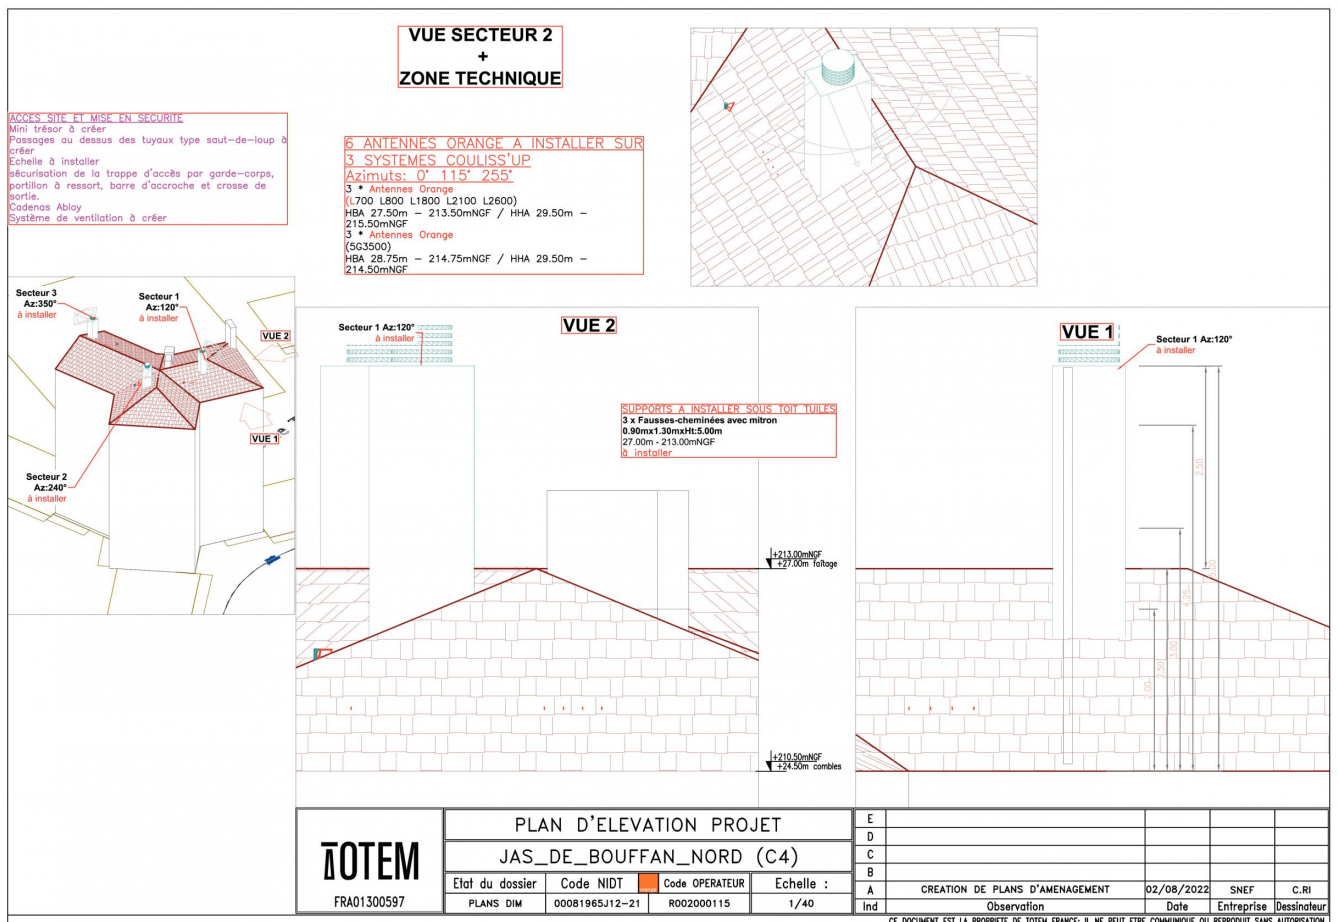 VUE SECTEUR 2
+
ZONE TECHNIQUE
ACCES SITE ET MISE EN SECURITE
Mini trésor à créer
Passages au dessus des tuyaux type saut-de-loup à
créer
Echelle à installer
sécurisation de la trappe d'accès par garde-corps,
portillon à ressort, barre d'accroche et crosse de
sortie.
Cadenas Abloy
Système de ventilation à créer
6 ANTENNES ORANGE A INSTALLER SUR
3 SYSTEMES COULISS'UP
Azimuts: 0° 115° 255°
3 * Antennes Orange
(L700 L800 L1800 L2100 L2600)
HBA 27.50m - 213.50mNGF / HHA 29.50m -
215.50mNGF
3 * Antennes Orange
(5G3500)
HBA 28.75m - 214.75mNGF / HHA 29.50m -
214.50mNGF
Secteur 3
Az:350°
à installer
Secteur 1
Az:120°
à installer
VUE 2
VUE 1
Secteur 2
Az:240°
à installer
Secteur 1 Az:120°
à installer
VUE 2
SUPPORTS A INSTALLER SOUS TOIT TUILES
3 x Fausses-cheminées avec mitron
0.90mx1.30mxHt:5.00m
27.00m - 213.00mNGF
à installer
+213.00mNGF
+27.00m faîtage
+210.50mNGF
+24.50m combles
VUE 1
Secteur 1 Az:120°
à installer
2.50
5.00
4.25
3.00
2.50
2.00
TOTEM
FRA01300597
PLAN D'ELEVATION PROJET
JAS_DE_BOUFFAN_NORD (C4)
Etat du dossier
Code NIDT
Code OPERATEUR
Echelle :
PLANS DIM
00081965J12-21
R002000115
1/40
E
D
C
B
A CREATION DE PLANS D'AMENAGEMENT 02/08/2022 SNEF C.RI
Ind Observation Date Entreprise Dessinateur
CE DOCUMENT EST LA PROPRIETE DE TOTEM FRANCE; IL NE PEUT ETRE COMMUNIQUE OU REPRODUIT SANS AUTORISATION